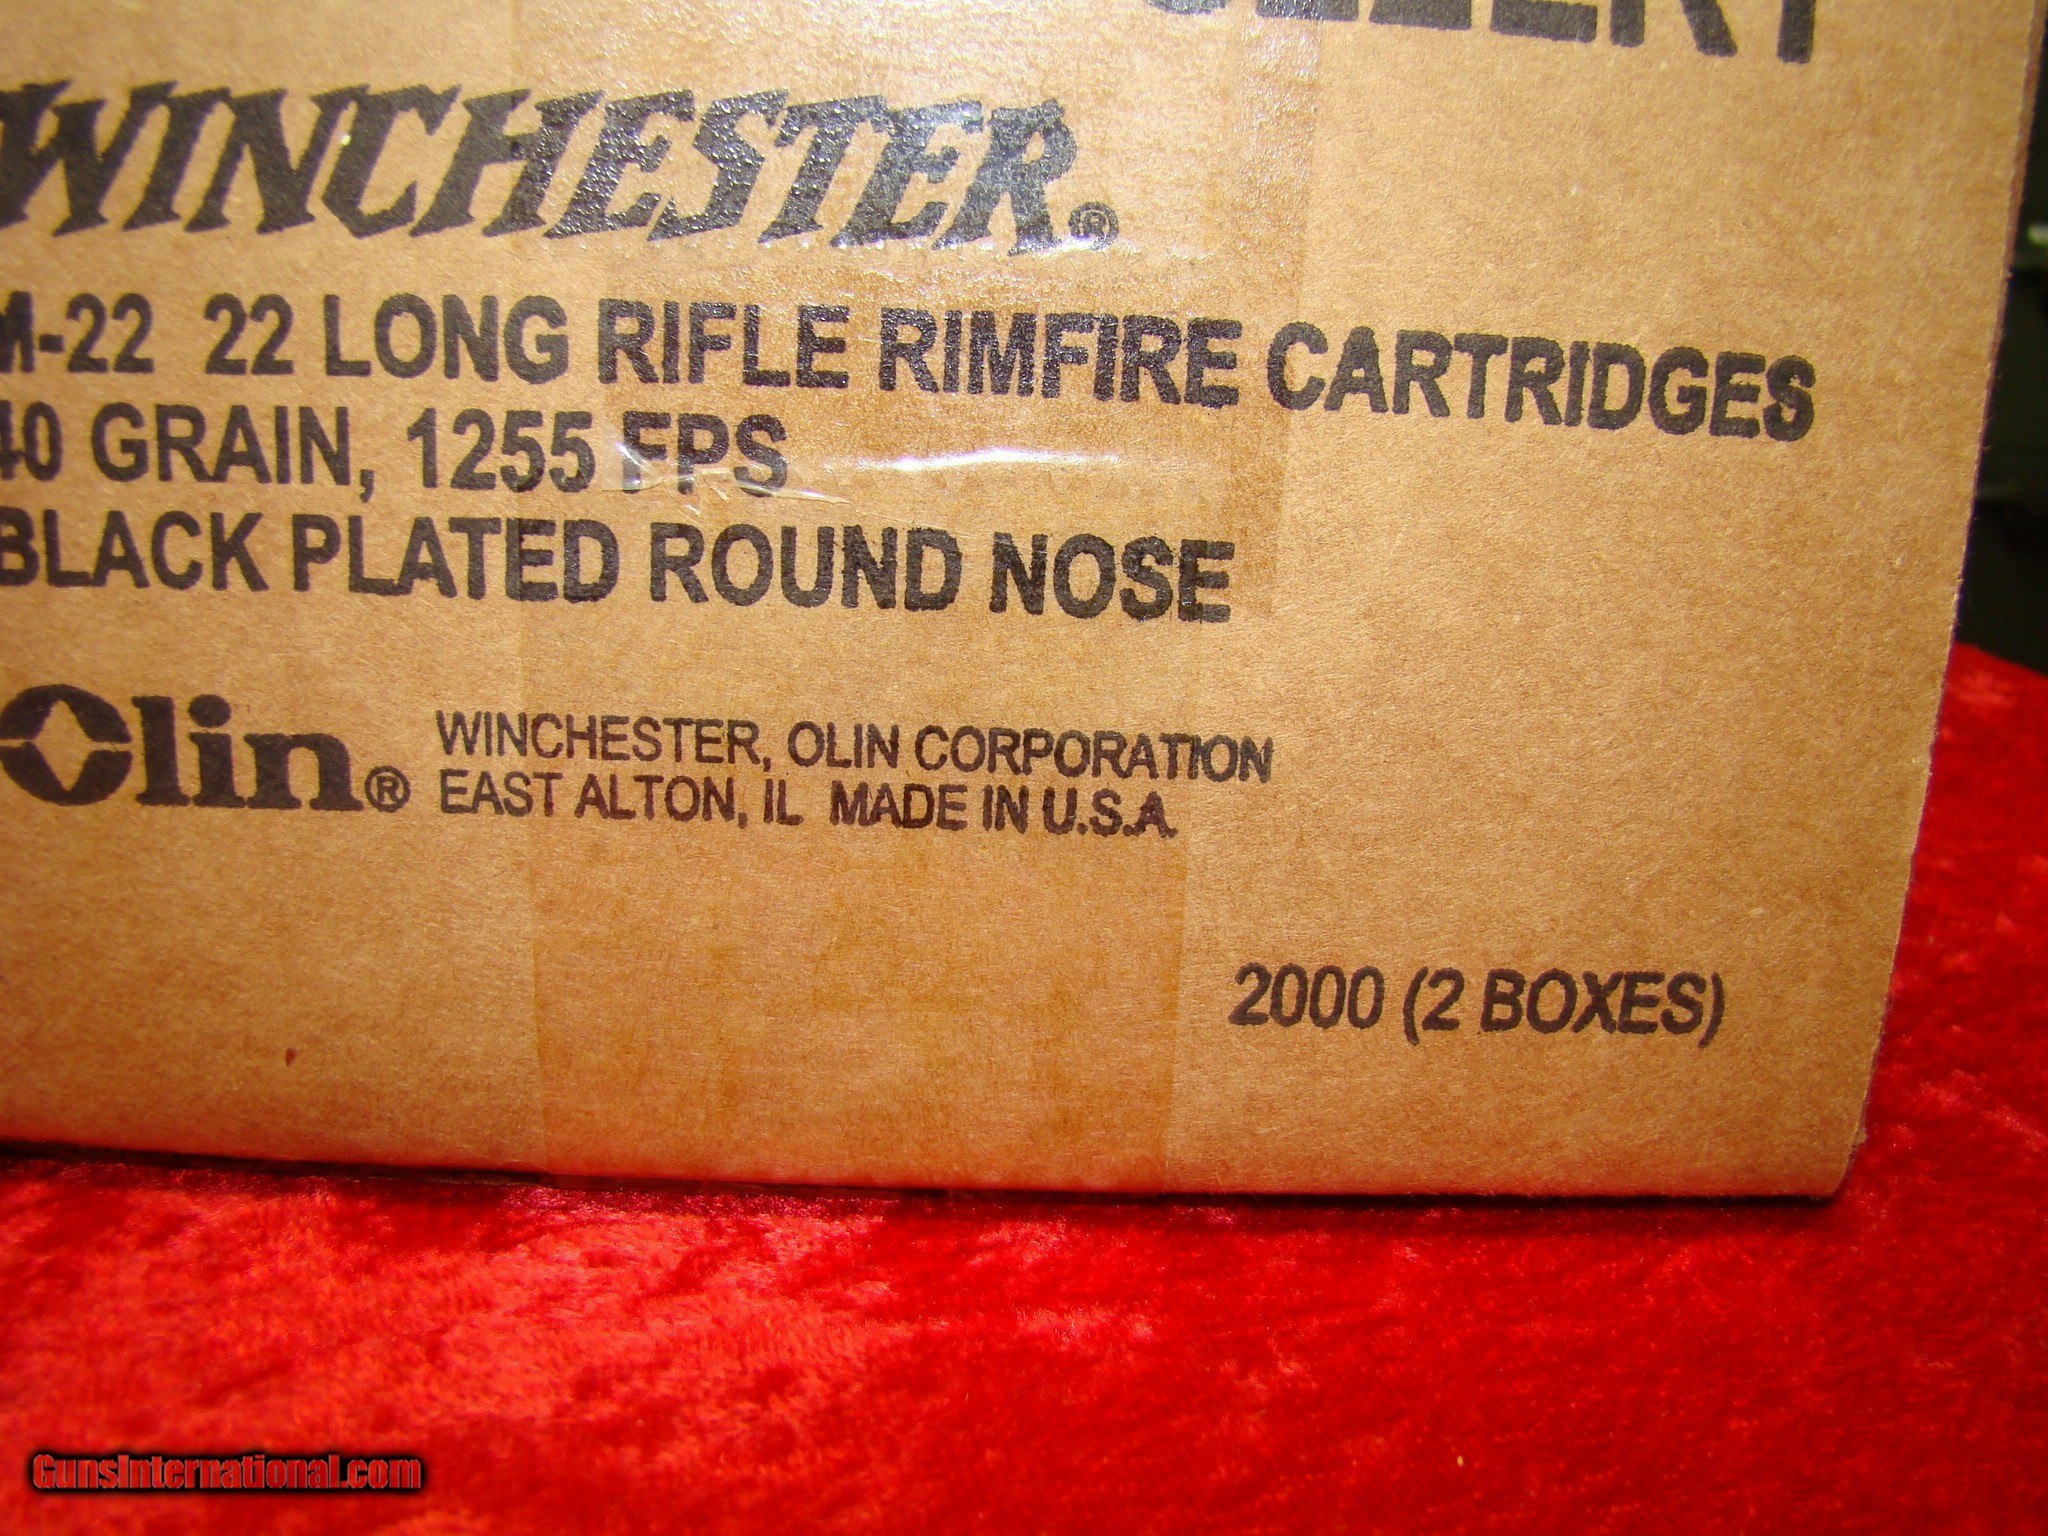 WINCHESTER®
M-22 22 LONG RIFLE RIMFIRE CARTRIDGES
40 GRAIN, 1255 FPS
BLACK PLATED ROUND NOSE
Olin® WINCHESTER, OLIN CORPORATION
EAST ALTON, IL MADE IN U.S.A.
2000 (2 BOXES)
GunsInternational.com